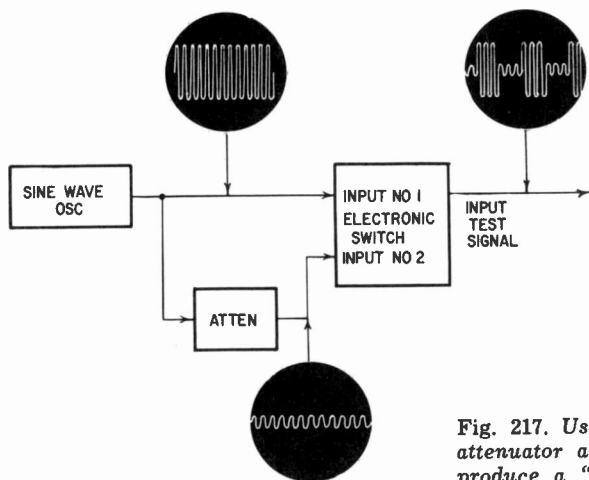 SINE WAVE
OSC
INPUT NO 1
ELECTRONIC
SWITCH
INPUT NO 2
INPUT
TEST
SIGNAL
ATTEN
Fig. 217. Us
attenuator a
produce a "